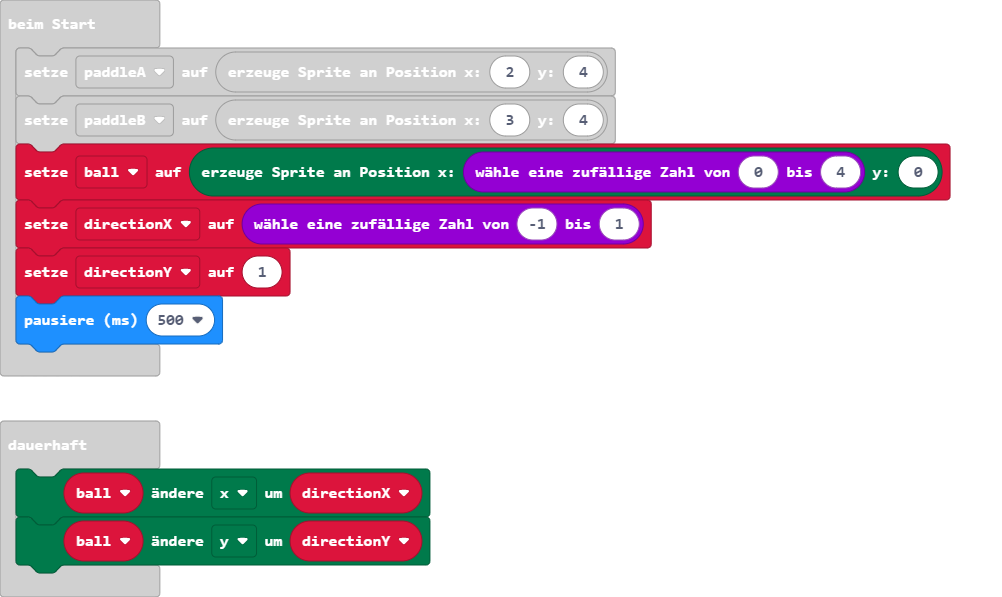 beim Start
setze paddleA auf erzeuge Sprite an Position x: 2 y: 4
setze paddleB auf erzeuge Sprite an Position x: 3 y: 4
setze ball auf erzeuge Sprite an Position x: wähle eine zufällige Zahl von 0 bis 4 y: 0
setze directionX auf wähle eine zufällige Zahl von -1 bis 1
setze directionY auf 1
pausiere (ms) 500
dauerhaft
ball ändere x um directionX
ball ändere y um directionY